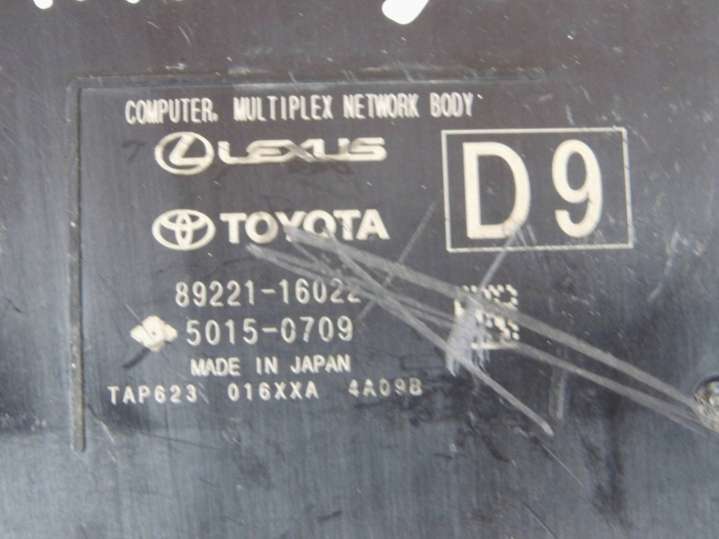 COMPUTER, MULTIPLEX NETWORK BODY
LEXUS
D9
TOYOTA
89221-16022
5015-0709
MADE IN JAPAN
TAP623 016XXA 4A09B